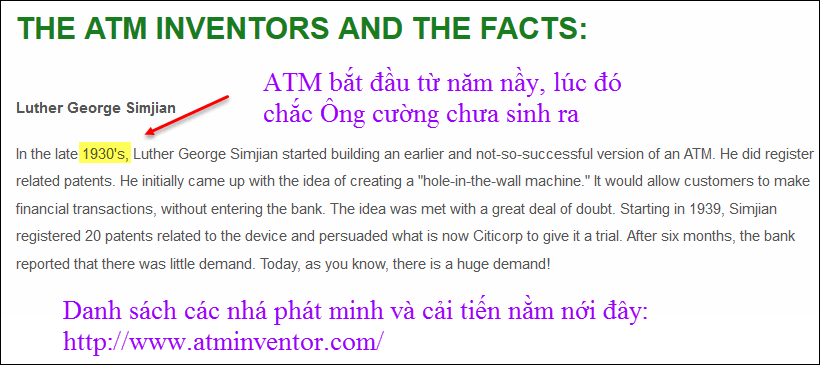 THE ATM INVENTORS AND THE FACTS:
ATM bắt đầu từ năm nầy, lúc đó
chắc Ông cường chưa sinh ra
Luther George Simjian
In the late 1930's, Luther George Simjian started building an earlier and not-so-successful version of an ATM. He did register
related patents. He initially came up with the idea of creating a "hole-in-the-wall machine." It would allow customers to make
financial transactions, without entering the bank. The idea was met with a great deal of doubt. Starting in 1939, Simjian
registered 20 patents related to the device and persuaded what is now Citicorp to give it a trial. After six months, the bank
reported that there was little demand. Today, as you know, there is a huge demand!
Danh sách các nhá phát minh và cải tiến nằm nới đây:
http://www.atminventor.com/